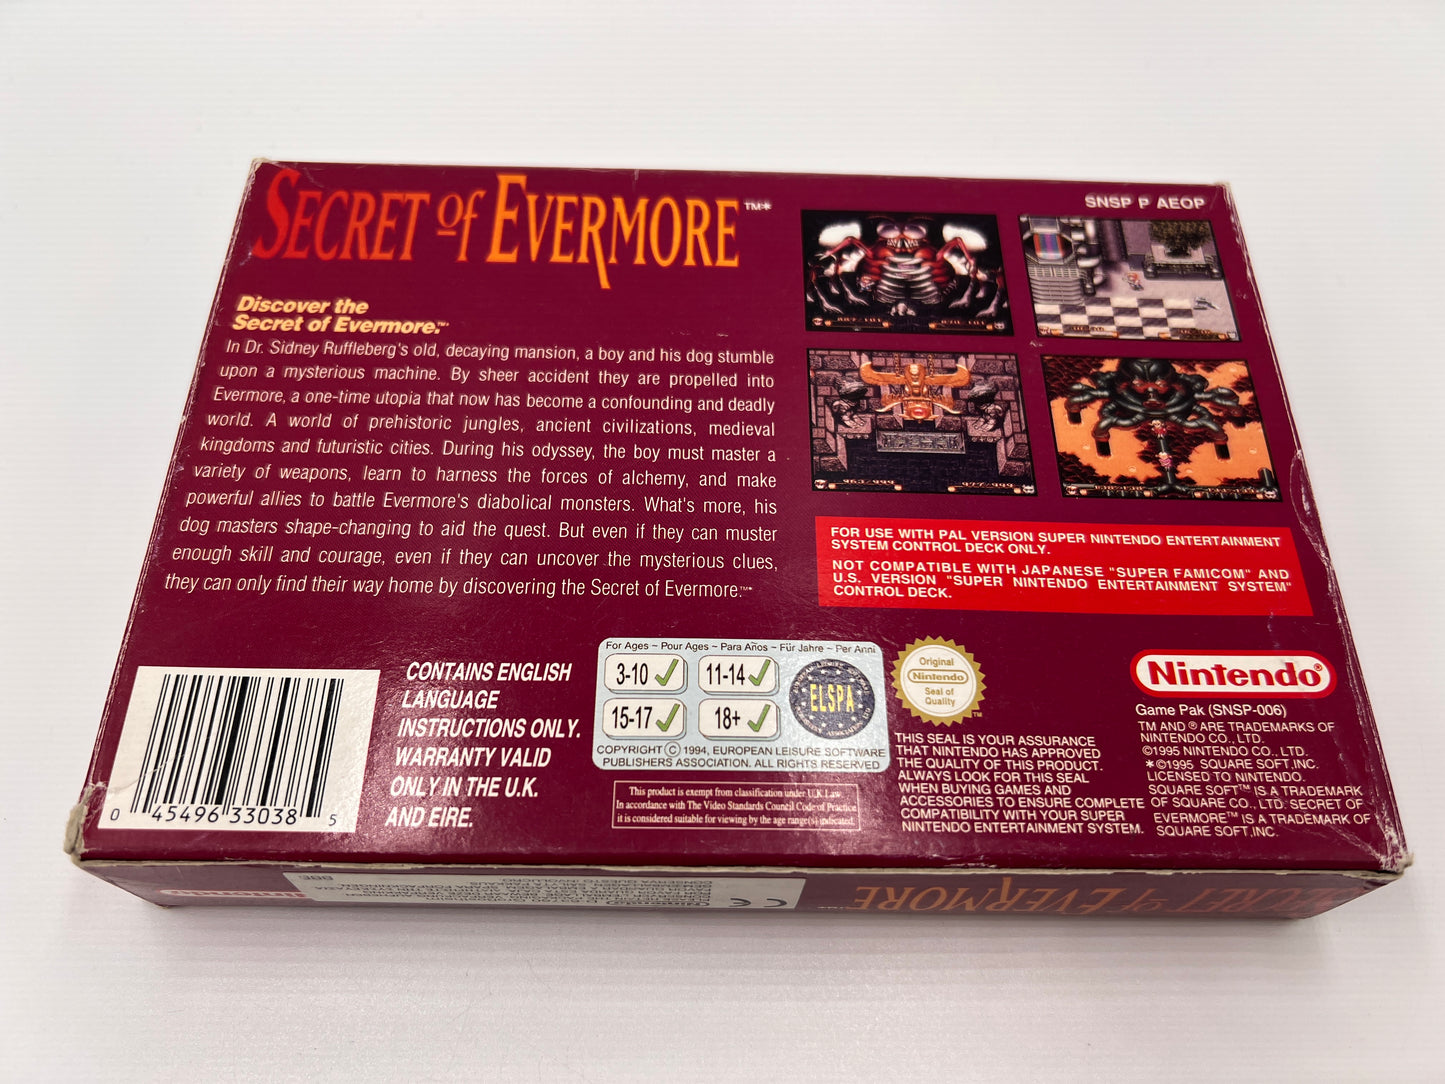 SECRET of EVERMORE™*
SNSP P AEOP
Discover the
Secret of Evermore.™*
In Dr. Sidney Ruffleberg's old, decaying mansion, a boy and his dog stumble
upon a mysterious machine. By sheer accident they are propelled into
Evermore, a one-time utopia that now has become a confounding and deadly
world. A world of prehistoric jungles, ancient civilizations, medieval
kingdoms and futuristic cities. During his odyssey, the boy must master a
variety of weapons, learn to harness the forces of alchemy, and make
powerful allies to battle Evermore's diabolical monsters. What's more, his
dog masters shape-changing to aid the quest. But even if they can muster
enough skill and courage, even if they can uncover the mysterious clues,
they can only find their way home by discovering the Secret of Evermore.™*
FOR USE WITH PAL VERSION SUPER NINTENDO ENTERTAINMENT
SYSTEM CONTROL DECK ONLY.
NOT COMPATIBLE WITH JAPANESE "SUPER FAMICOM" AND
U.S. VERSION "SUPER NINTENDO ENTERTAINMENT SYSTEM"
CONTROL DECK.
0 45496 33038 5
CONTAINS ENGLISH
LANGUAGE
INSTRUCTIONS ONLY.
WARRANTY VALID
ONLY IN THE U.K.
AND EIRE.
For Ages ~ Pour Ages ~ Para Años ~ Für Jahre ~ Per Anni
3-10 11-14
15-17 18+
ELSPA
COPYRIGHT © 1994, EUROPEAN LEISURE SOFTWARE
PUBLISHERS ASSOCIATION. ALL RIGHTS RESERVED
This product is exempt from classification under U.K Law.
In accordance with The Video Standards Council Code of Practice
it is considered suitable for viewing by the age range(s) indicated.
Original
Nintendo
Seal of
Quality
™
THIS SEAL IS YOUR ASSURANCE
THAT NINTENDO HAS APPROVED
THE QUALITY OF THIS PRODUCT.
ALWAYS LOOK FOR THIS SEAL
WHEN BUYING GAMES AND
ACCESSORIES TO ENSURE COMPLETE
COMPATIBILITY WITH YOUR SUPER
NINTENDO ENTERTAINMENT SYSTEM.
Nintendo®
Game Pak (SNSP-006)
TM AND ® ARE TRADEMARKS OF
NINTENDO CO., LTD.
©1995 NINTENDO CO., LTD.
*©1995 SQUARE SOFT, INC.
LICENSED TO NINTENDO.
SQUARE SOFT™ IS A TRADEMARK
OF SQUARE CO., LTD. SECRET OF
EVERMORE™ IS A TRADEMARK OF
SQUARE SOFT, INC.
Nintendo
CE
SECRET of EVERMORE